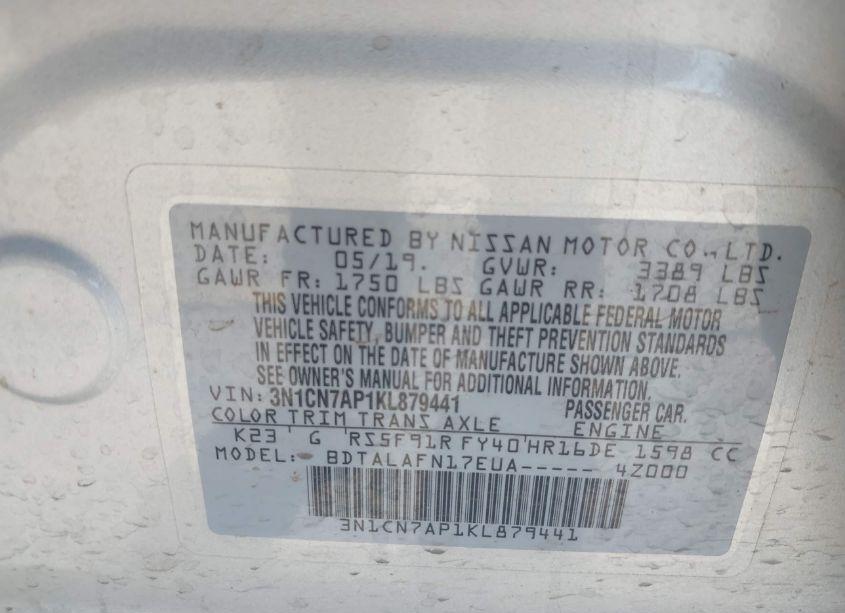 MANUFACTURED BY NISSAN MOTOR CO., LTD.
DATE: 05/19. GVWR: 3389 LBS
GAWR FR: 1750 LBS GAWR RR: 1708 LBS
THIS VEHICLE CONFORMS TO ALL APPLICABLE FEDERAL MOTOR
VEHICLE SAFETY, BUMPER AND THEFT PREVENTION STANDARDS
IN EFFECT ON THE DATE OF MANUFACTURE SHOWN ABOVE.
SEE OWNER'S MANUAL FOR ADDITIONAL INFORMATION.
VIN: 3N1CN7AP1KL879441 PASSENGER CAR.
COLOR TRIM TRANS AXLE ENGINE
K23 G RS5F91R FY40 HR16DE 1598 CC
MODEL: BDTALAFN17EUA----- 4Z000
3N1CN7AP1KL879441